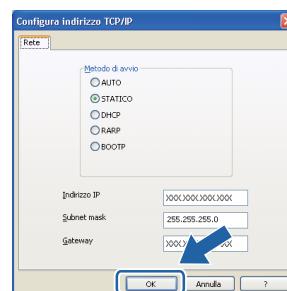 Configura indirizzo TCP/IP
Rete
Metodo di avvio
AUTO
STATICO
DHCP
RARP
BOOTP
Indirizzo IP XXX.XXX.XXX.XXX
Subnet mask 255.255.255.0
Gateway
OK Annulla ?